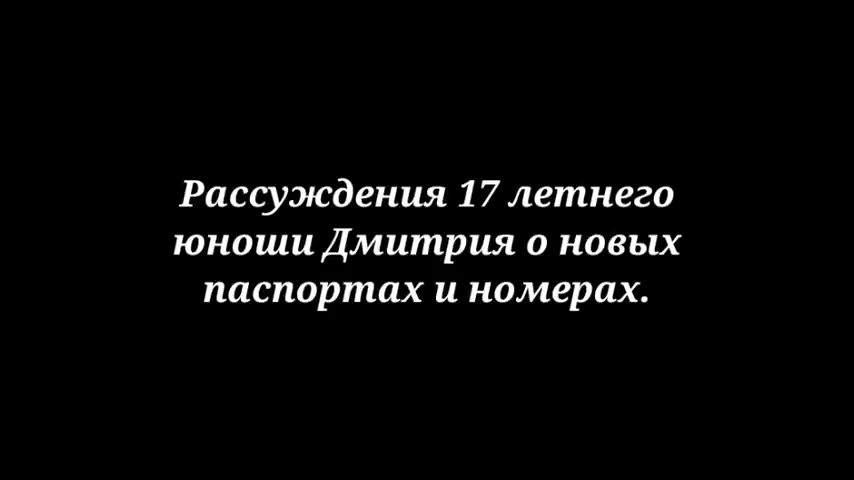 Рассуждения 17 летнего
юноши Дмитрия о новых
паспортах и номерах.